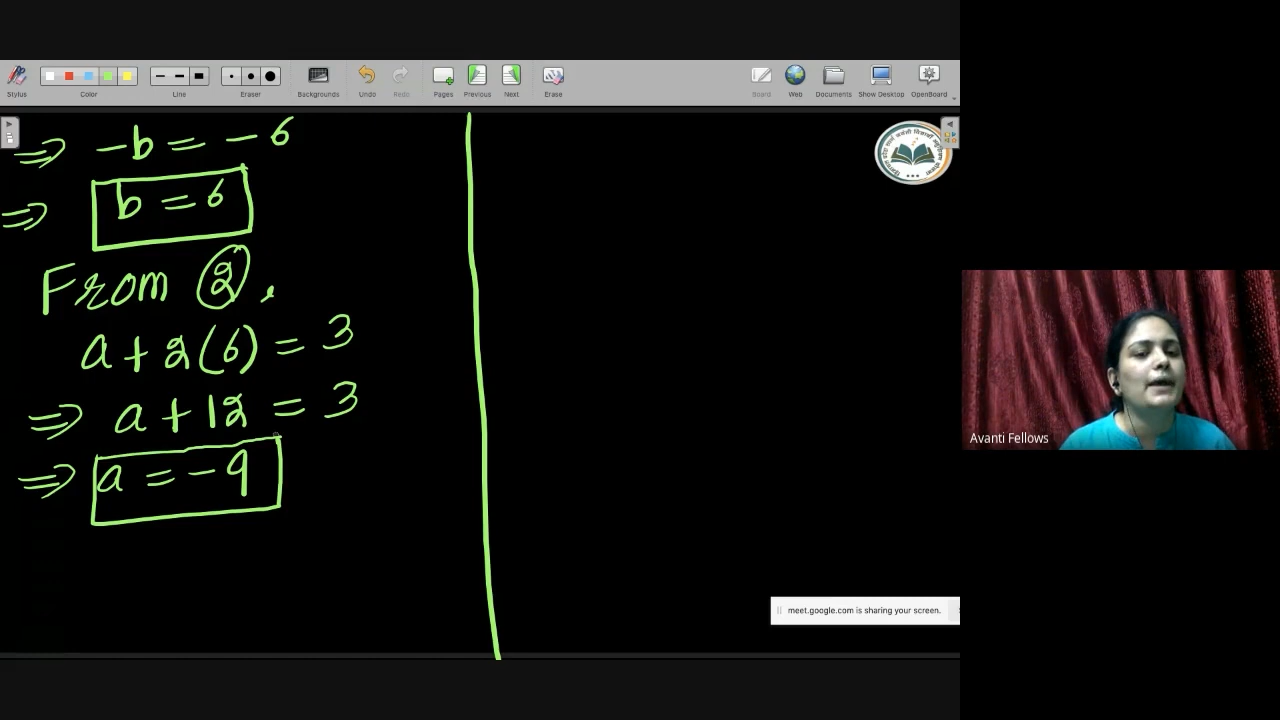 Stylus
Color
Line
Eraser
Backgrounds
Undo
Redo
Pages
Previous
Next
Erase
Board
Web
Documents
Show Desktop
OpenBoard
⇒ -b = -6
⇒ b = 6
From ②,
a + 2(6) = 3
⇒ a + 12 = 3
⇒ a = -9
Avanti Fellows
meet.google.com is sharing your screen.